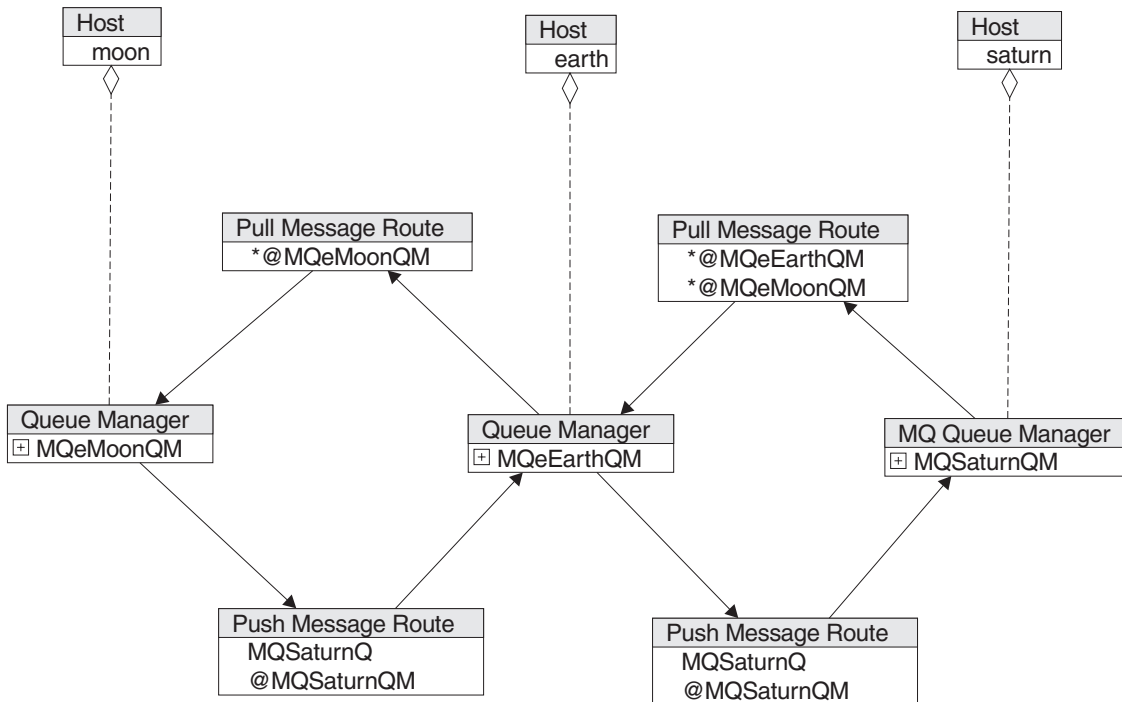 Host
moon
Host
earth
Host
saturn
Pull Message Route
*@MQeMoonQM
Pull Message Route
*@MQeEarthQM
*@MQeMoonQM
Queue Manager
+ MQeMoonQM
Queue Manager
+ MQeEarthQM
MQ Queue Manager
+ MQSaturnQM
Push Message Route
MQSaturnQ
@MQSaturnQM
Push Message Route
MQSaturnQ
@MQSaturnQM